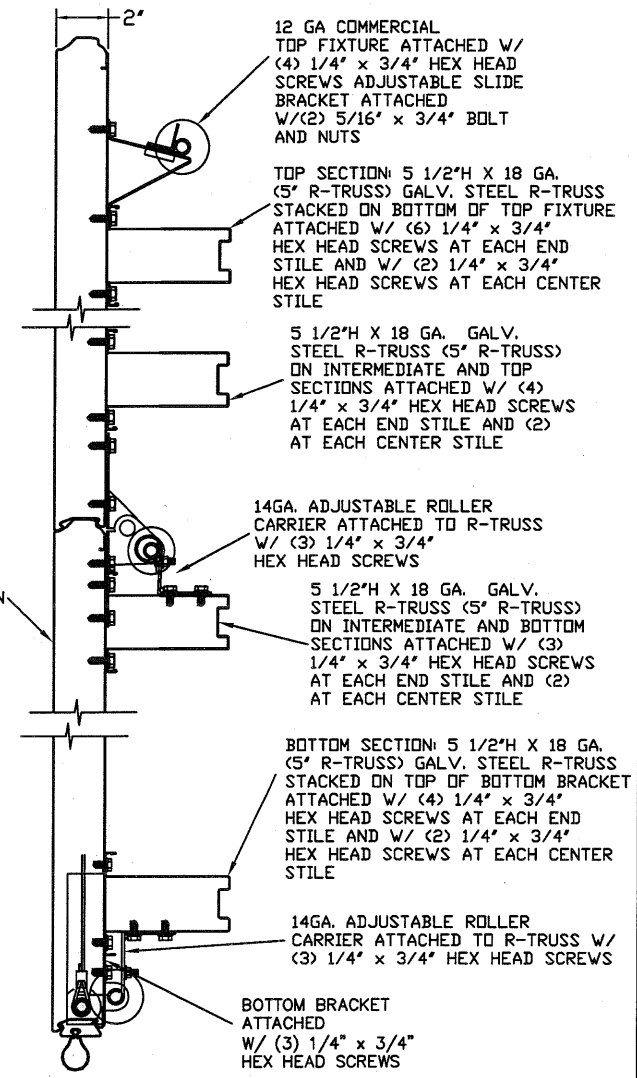 2"
12 GA COMMERCIAL
TOP FIXTURE ATTACHED W/
(4) 1/4" x 3/4" HEX HEAD
SCREWS ADJUSTABLE SLIDE
BRACKET ATTACHED
W/(2) 5/16" x 3/4" BOLT
AND NUTS
TOP SECTION: 5 1/2"H X 18 GA.
(5" R-TRUSS) GALV. STEEL R-TRUSS
STACKED ON BOTTOM OF TOP FIXTURE
ATTACHED W/ (6) 1/4" x 3/4"
HEX HEAD SCREWS AT EACH END
STILE AND W/ (2) 1/4" x 3/4"
HEX HEAD SCREWS AT EACH CENTER
STILE
5 1/2"H X 18 GA. GALV.
STEEL R-TRUSS (5" R-TRUSS)
ON INTERMEDIATE AND TOP
SECTIONS ATTACHED W/ (4)
1/4" x 3/4" HEX HEAD SCREWS
AT EACH END STILE AND (2)
AT EACH CENTER STILE
14GA. ADJUSTABLE ROLLER
CARRIER ATTACHED TO R-TRUSS
W/ (3) 1/4" x 3/4"
HEX HEAD SCREWS
N
5 1/2"H X 18 GA. GALV.
STEEL R-TRUSS (5" R-TRUSS)
ON INTERMEDIATE AND BOTTOM
SECTIONS ATTACHED W/ (3)
1/4" x 3/4" HEX HEAD SCREWS
AT EACH END STILE AND (2)
AT EACH CENTER STILE
BOTTOM SECTION: 5 1/2"H X 18 GA.
(5" R-TRUSS) GALV. STEEL R-TRUSS
STACKED ON TOP OF BOTTOM BRACKET
ATTACHED W/ (4) 1/4" x 3/4"
HEX HEAD SCREWS AT EACH END
STILE AND W/ (2) 1/4" x 3/4"
HEX HEAD SCREWS AT EACH CENTER
STILE
14GA. ADJUSTABLE ROLLER
CARRIER ATTACHED TO R-TRUSS W/
(3) 1/4" x 3/4" HEX HEAD SCREWS
BOTTOM BRACKET
ATTACHED
W/ (3) 1/4" x 3/4"
HEX HEAD SCREWS